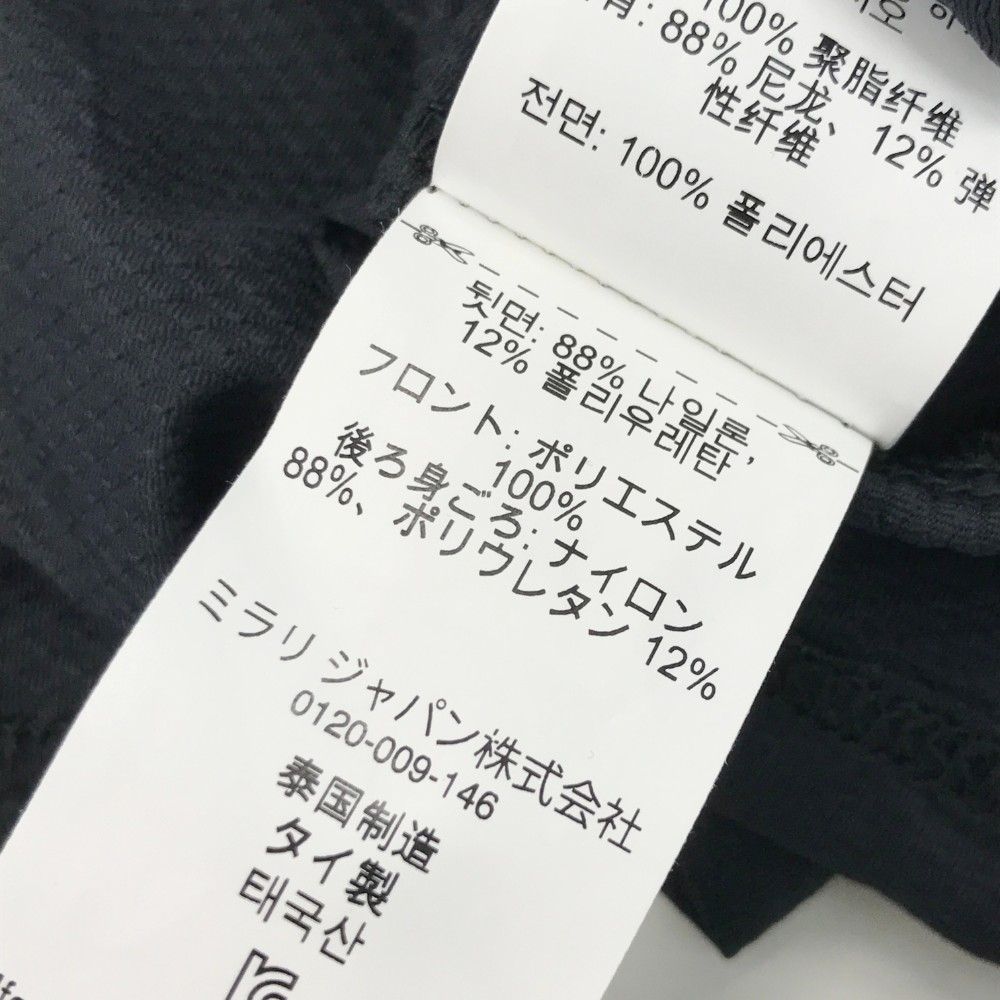 100% 聚脂纤维
88% 尼龙、 12% 弹
性纤维
전면: 100% 폴리에스터
뒷면: 88% 나일론,
12% 폴리우레탄
フロント: ポリエステル
100%
後ろ身ごろ: ナイロン
88%、ポリウレタン 12%
ミラリ ジャパン株式会社
0120-009-146
泰国制造
タイ製
태국산